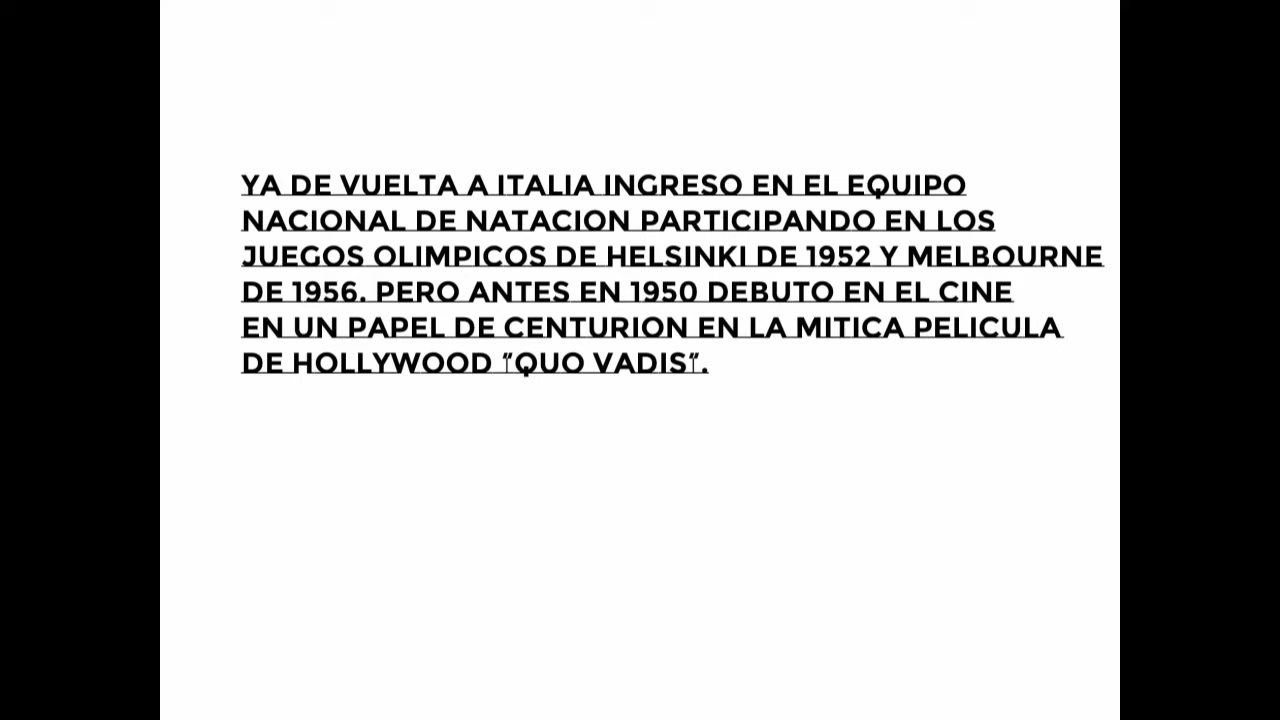 YA DE VUELTA A ITALIA INGRESO EN EL EQUIPO
NACIONAL DE NATACION PARTICIPANDO EN LOS
JUEGOS OLIMPICOS DE HELSINKI DE 1952 Y MELBOURNE
DE 1956. PERO ANTES EN 1950 DEBUTO EN EL CINE
EN UN PAPEL DE CENTURION EN LA MITICA PELICULA
DE HOLLYWOOD "QUO VADIS".